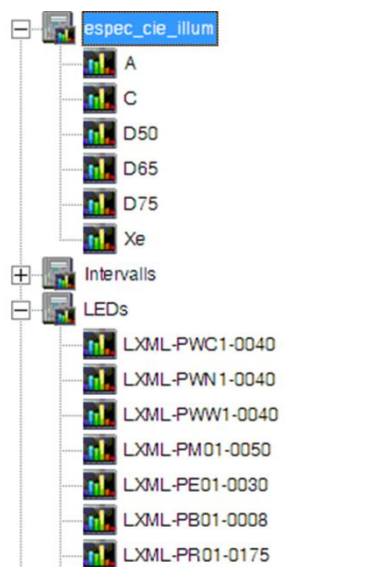 espec_cie_illum
A
C
D50
D65
D75
Xe
Intervalls
LEDs
LXML-PWC1-0040
LXML-PWN1-0040
LXML-PWW1-0040
LXML-PM01-0050
LXML-PE01-0030
LXML-PB01-0008
LXML-PR01-0175